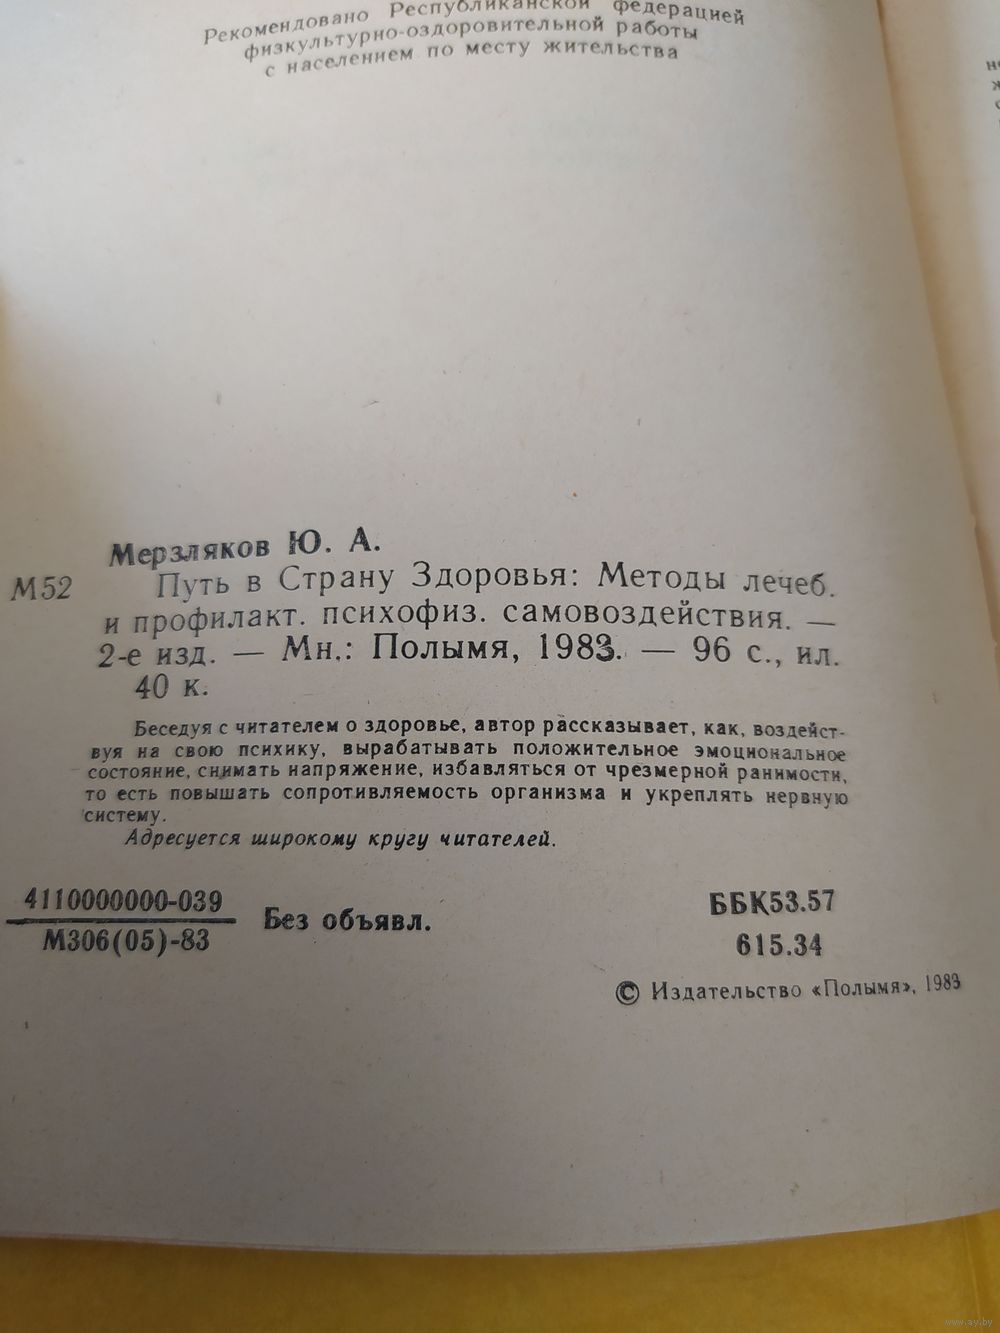 Рекомендовано Республиканской федерацией
физкультурно-оздоровительной работы
с населением по месту жительства
Мерзляков Ю. А.
М52
Путь в Страну Здоровья: Методы лечеб.
и профилакт. психофиз. самовоздействия. —
2-е изд. — Мн.: Полымя, 1983. — 96 с., ил.
40 к.
Беседуя с читателем о здоровье, автор рассказывает, как, воздейст-
вуя на свою психику, вырабатывать положительное эмоциональное
состояние, снимать напряжение, избавляться от чрезмерной ранимости,
то есть повышать сопротивляемость организма и укреплять нервную
систему.
Адресуется широкому кругу читателей.
4110000000-039
М306(05)-83
Без объявл.
ББК53.57
615.34
© Издательство «Полымя», 1983
www.ay.by